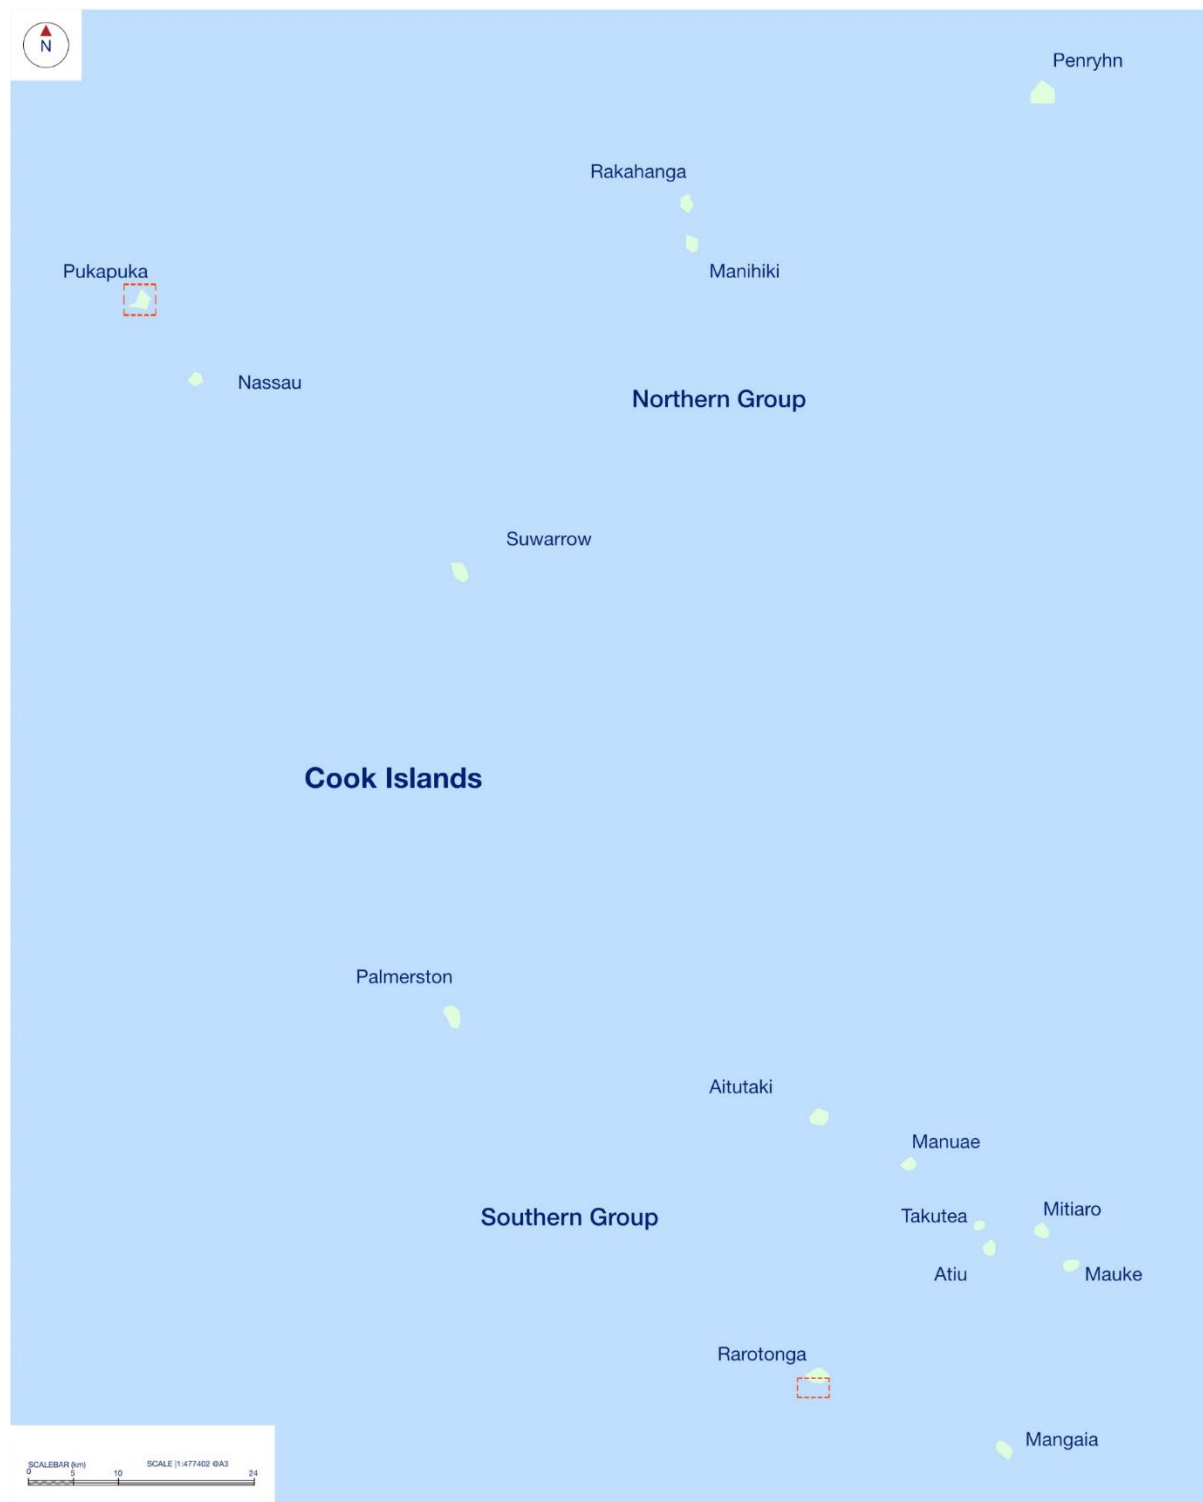 N
Penryhn
Rakahanga
Manihiki
Pukapuka
Nassau
Northern Group
Suwarrow
Cook Islands
Palmerston
Aitutaki
Manuae
Southern Group
Takutea
Mitiaro
Atiu
Mauke
Rarotonga
Mangaia
SCALEBAR (km) SCALE |1:477402 @A3
0 5 10 24